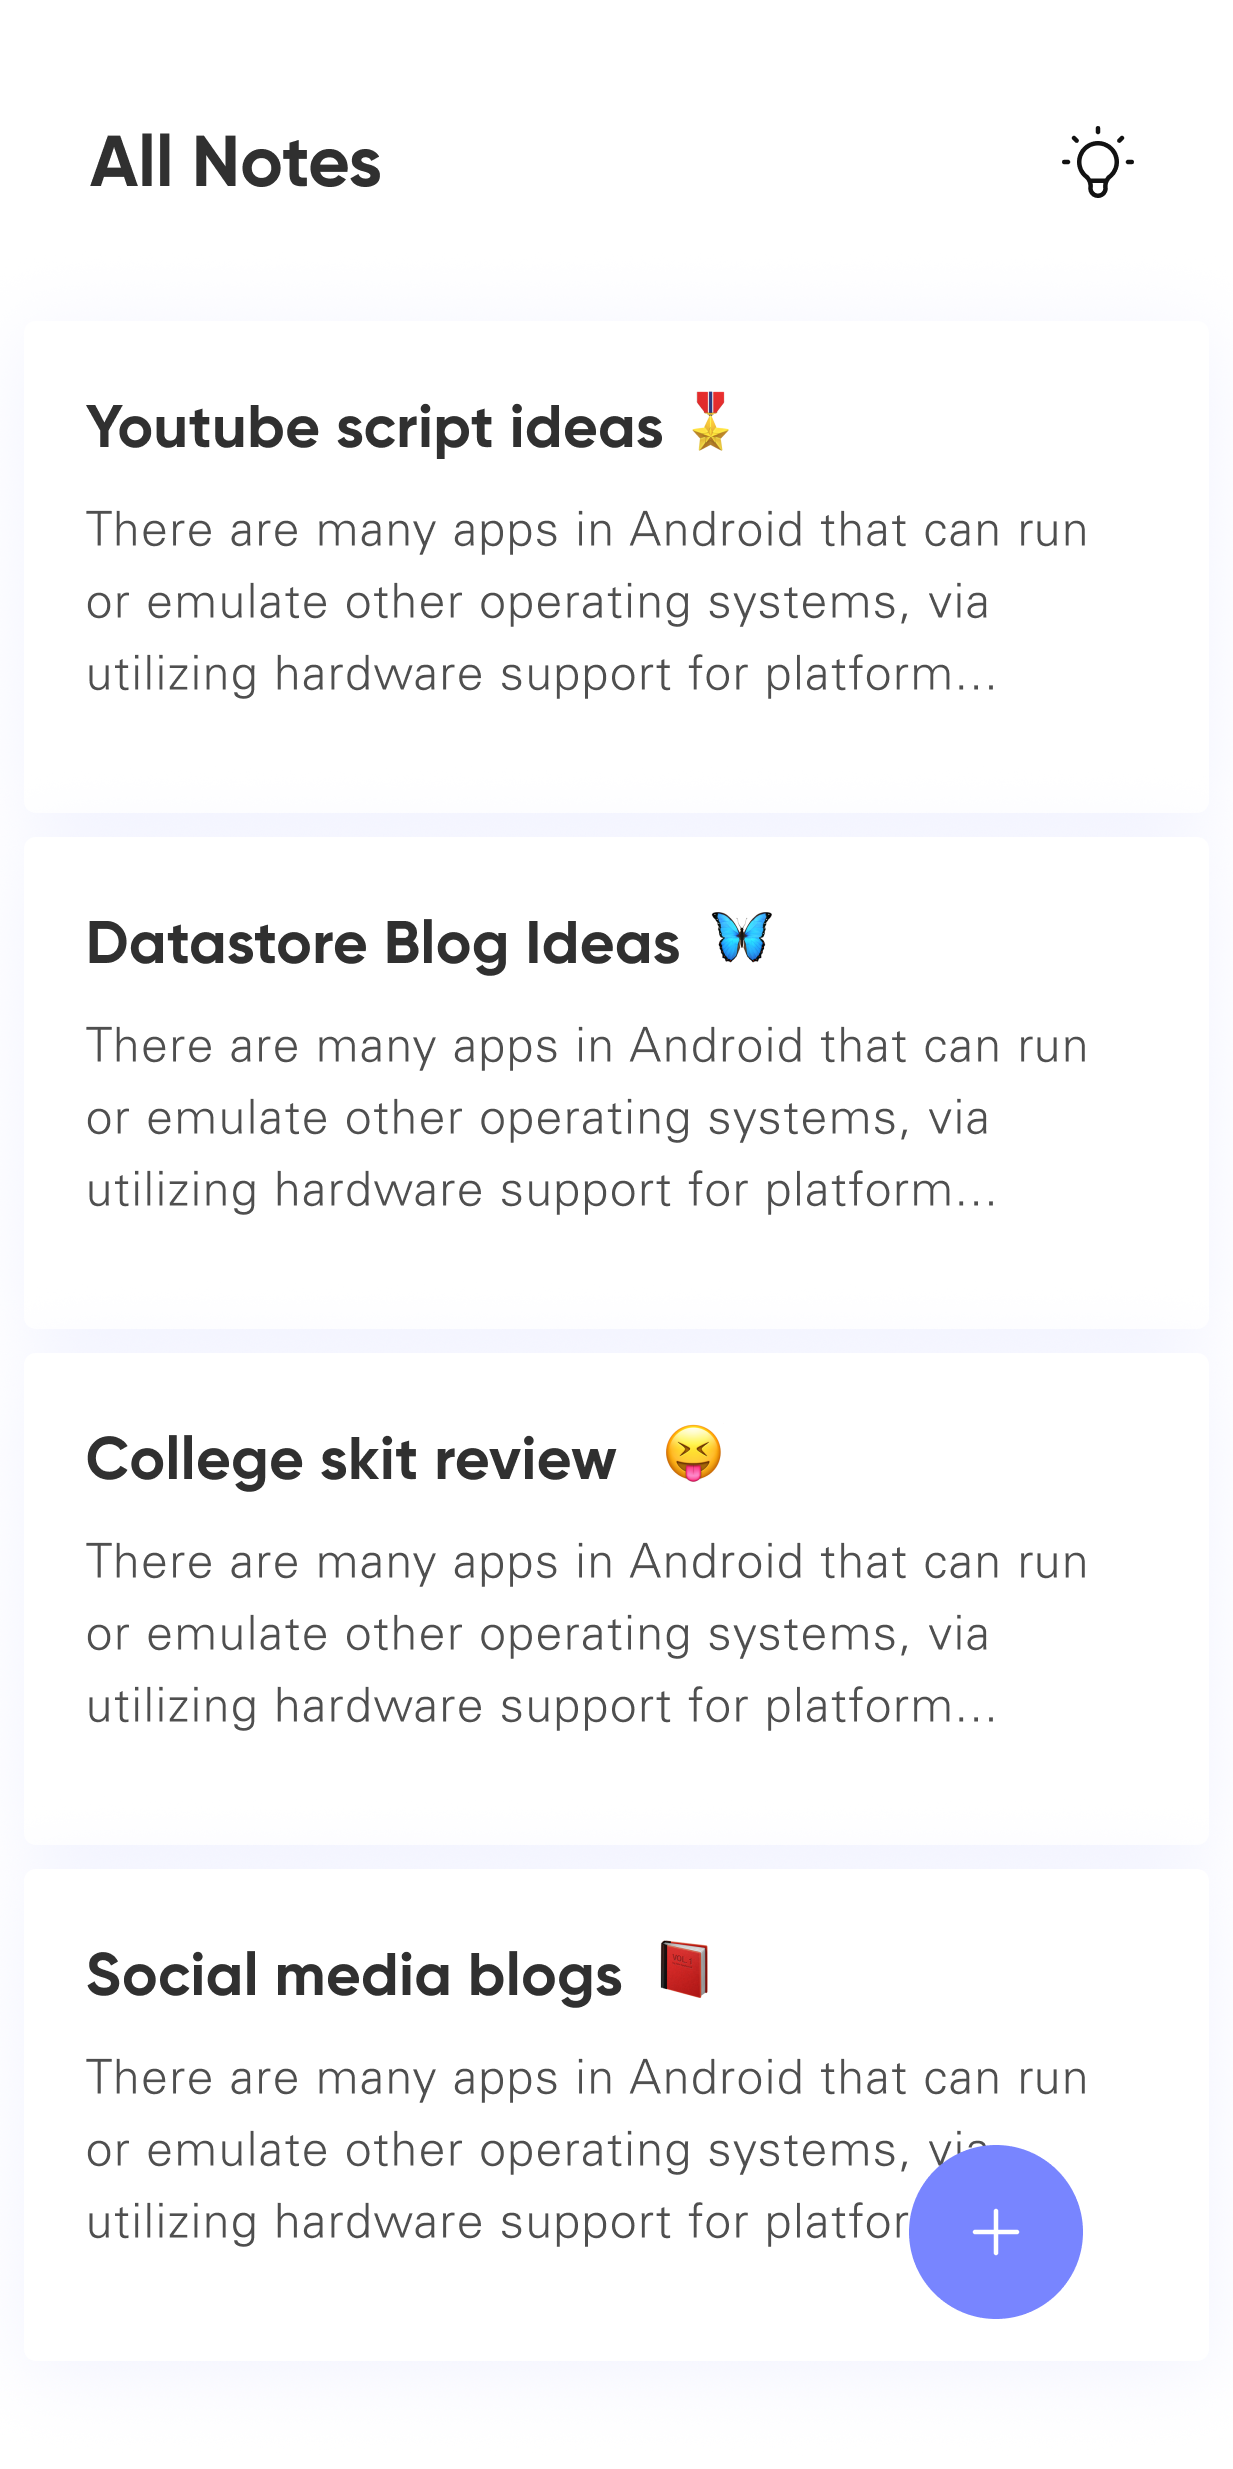 All Notes
Youtube script ideas 🎖
There are many apps in Android that can run
or emulate other operating systems, via
utilizing hardware support for platform...
Datastore Blog Ideas 🦋
There are many apps in Android that can run
or emulate other operating systems, via
utilizing hardware support for platform...
College skit review 😝
There are many apps in Android that can run
or emulate other operating systems, via
utilizing hardware support for platform...
Social media blogs 📕
There are many apps in Android that can run
or emulate other operating systems, via
utilizing hardware support for